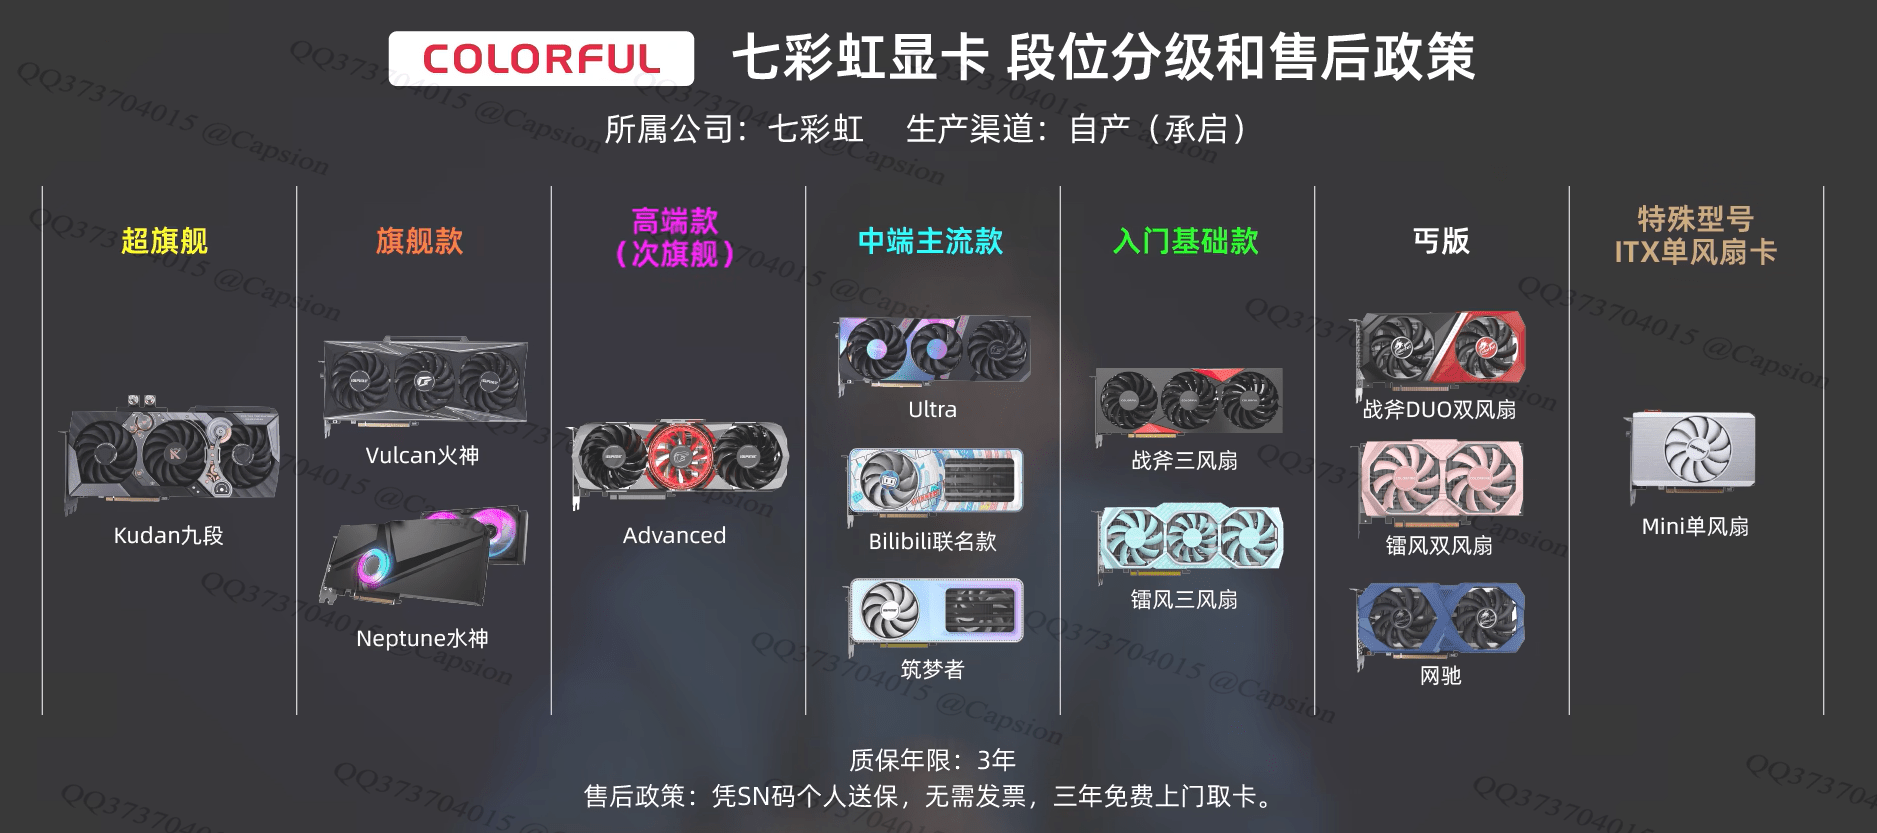 COLORFUL 七彩虹显卡 段位分级和售后政策
所属公司：七彩虹 生产渠道：自产（承启）
超旗舰
Kudan九段
旗舰款
Vulcan火神
Neptune水神
高端款
（次旗舰）
Advanced
中端主流款
Ultra
Bilibili联名款
筑梦者
入门基础款
战斧三风扇
镭风三风扇
丐版
战斧DUO双风扇
镭风双风扇
网驰
特殊型号
ITX单风扇卡
Mini单风扇
质保年限：3年
售后政策：凭SN码个人送保，无需发票，三年免费上门取卡。
QQ373704015 @Capsion